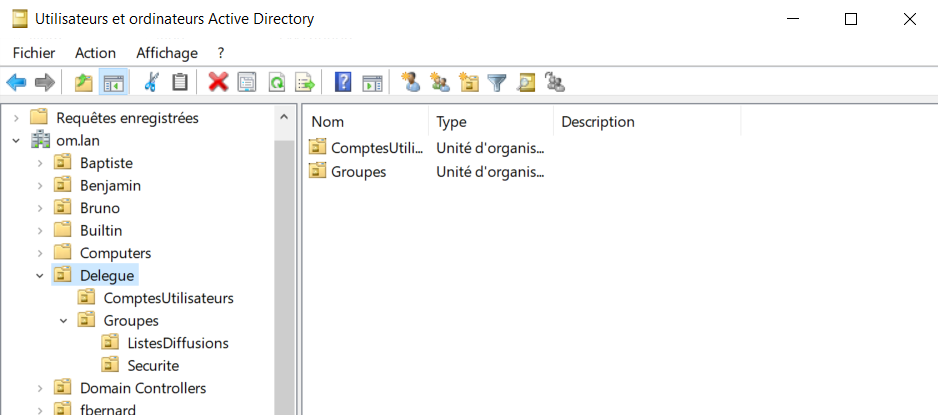 Utilisateurs et ordinateurs Active Directory
Fichier Action Affichage ?
Requêtes enregistrées
om.lan
Baptiste
Benjamin
Bruno
Builtin
Computers
Delegue
ComptesUtilisateurs
Groupes
ListesDiffusions
Securite
Domain Controllers
fbernard
Nom Type Description
ComptesUtili... Unité d'organis...
Groupes Unité d'organis...